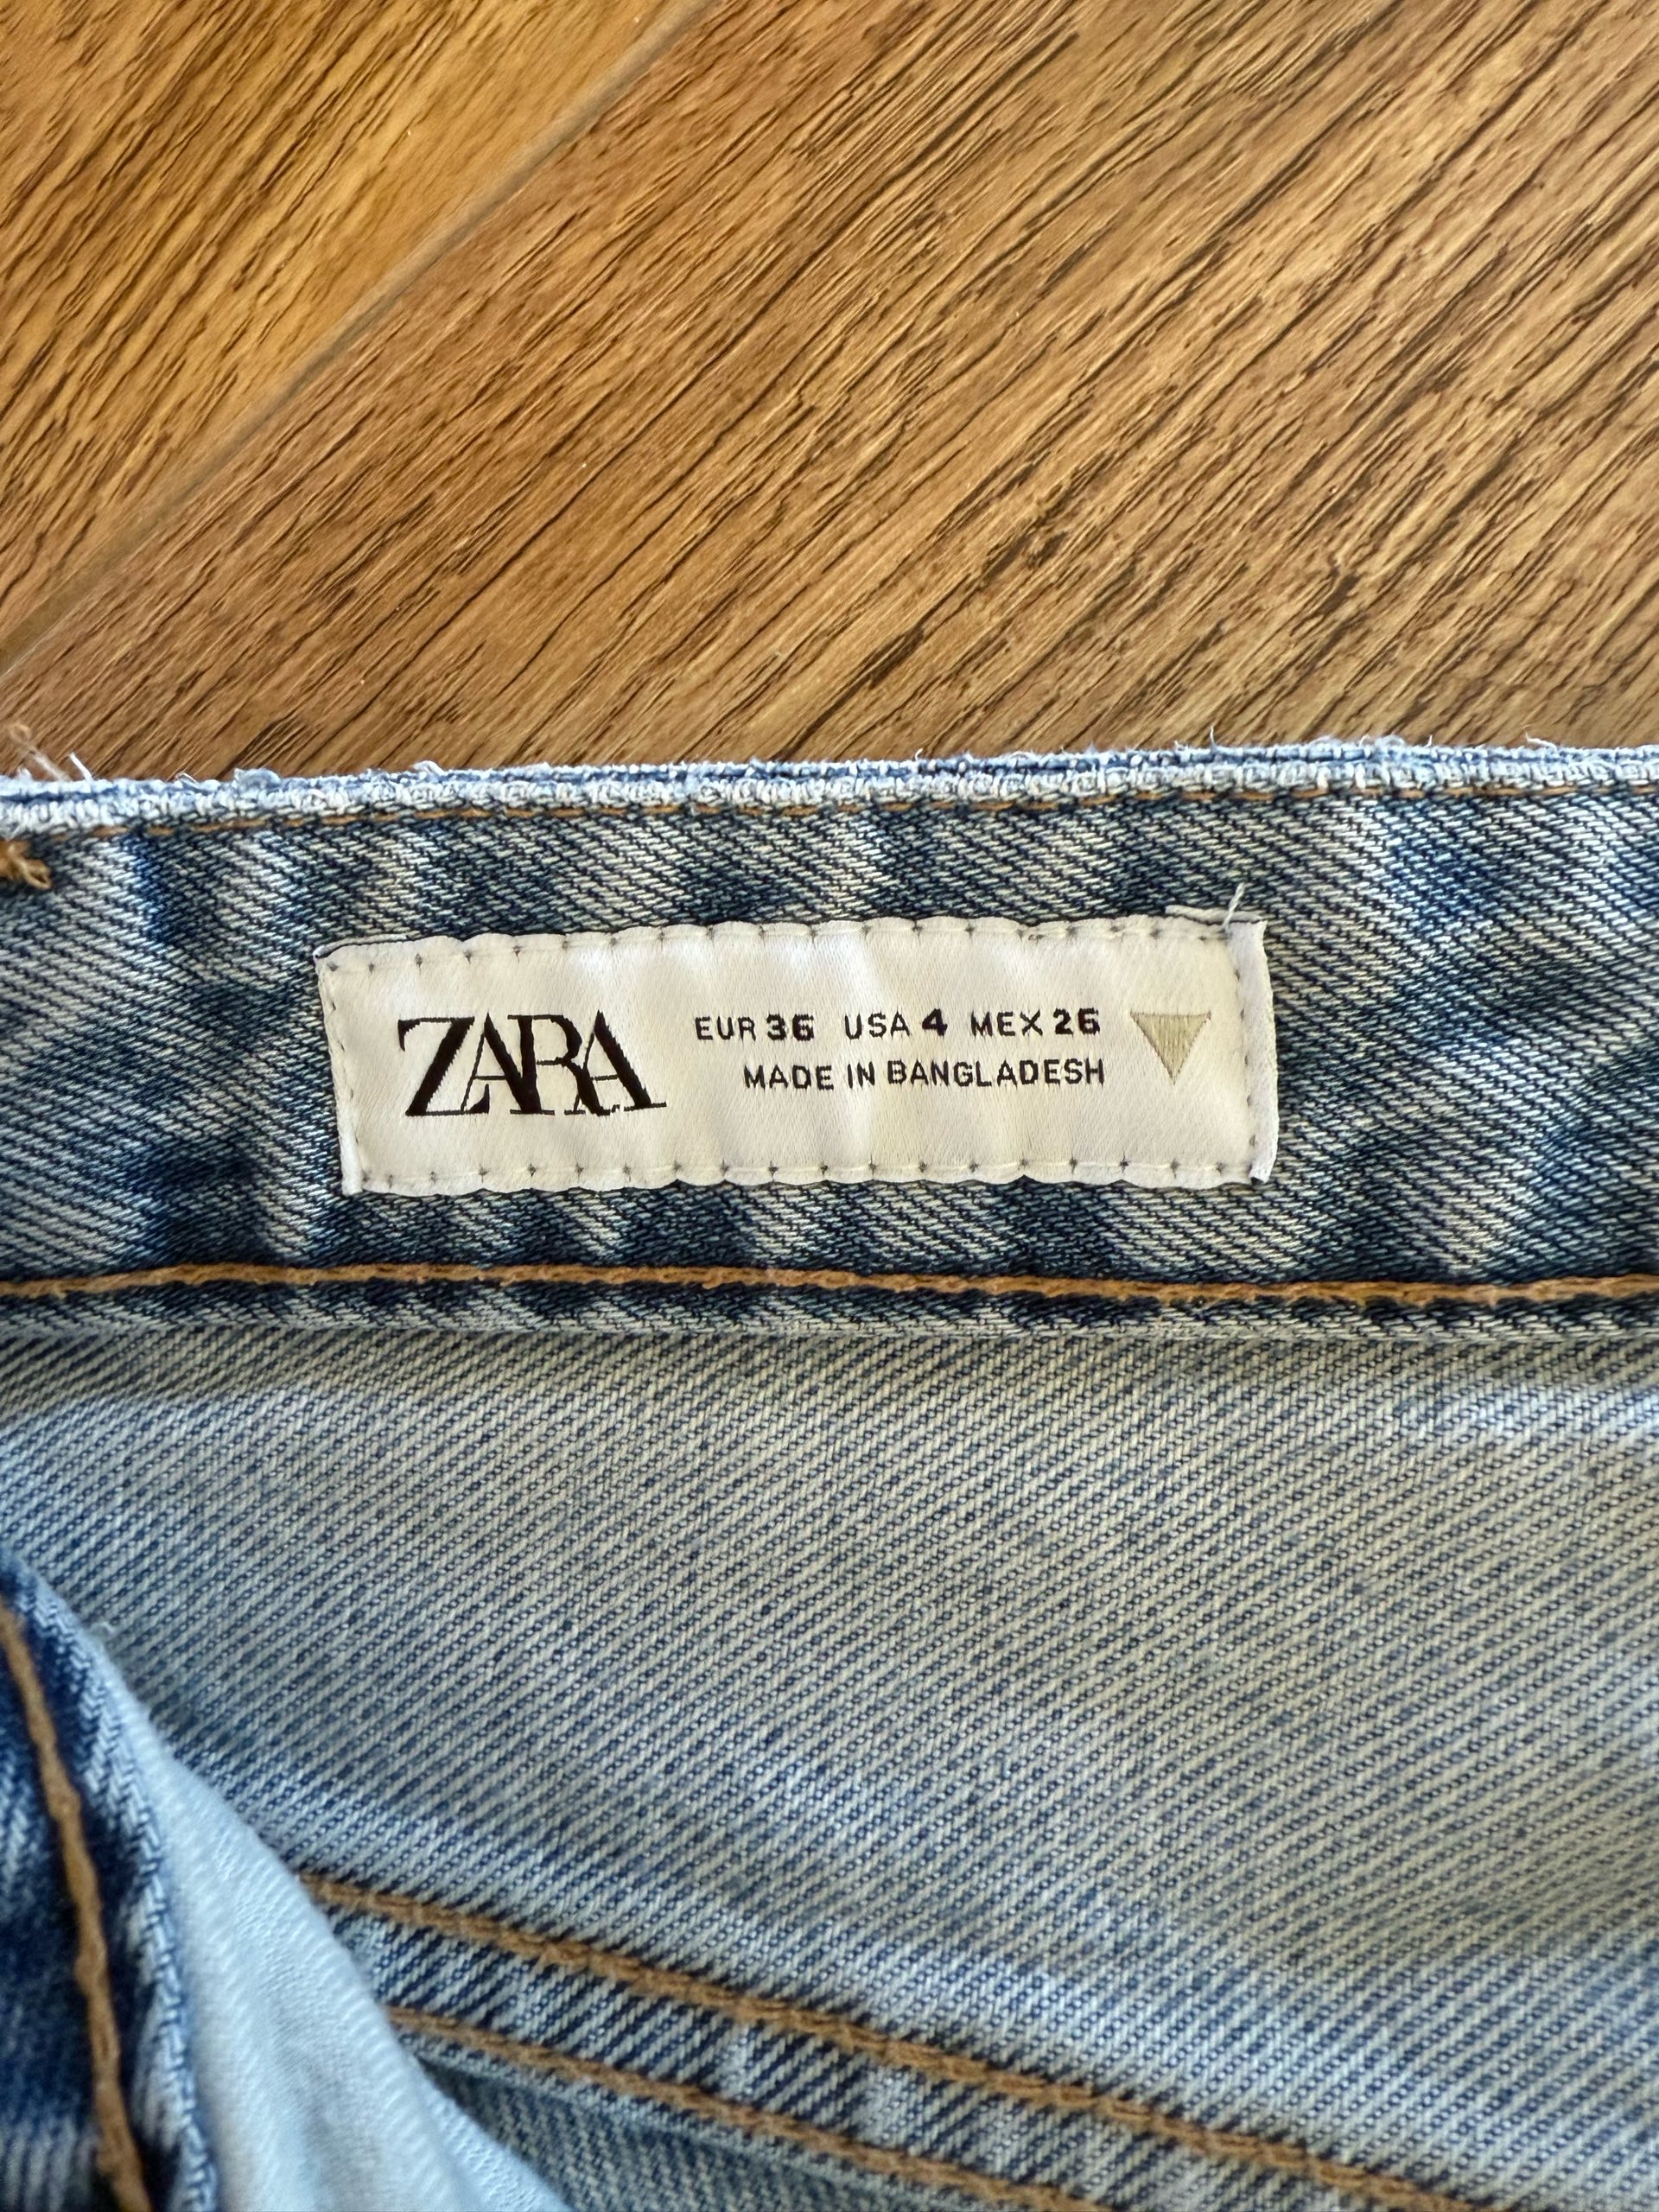 ZARA
EUR 36 USA 4 MEX 26
MADE IN BANGLADESH